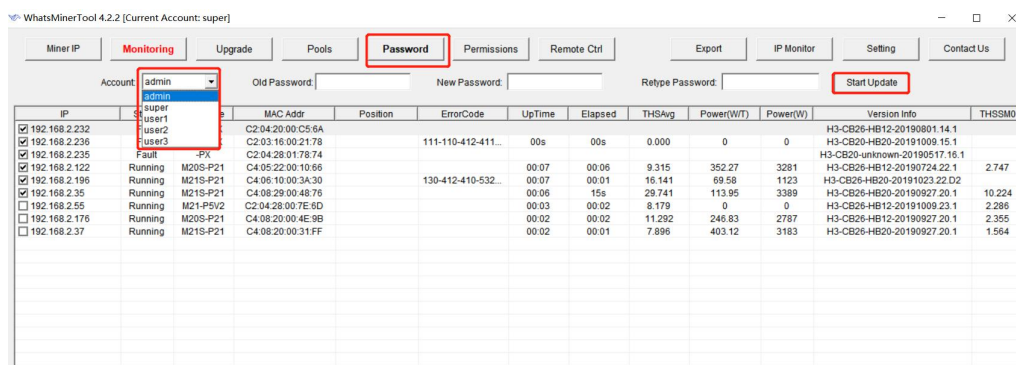 WhatsMinerTool 4.2.2 [Current Account: super]
Miner IP Monitoring Upgrade Pools Password Permissions Remote Ctrl Export IP Monitor Setting Contact Us
Account: admin Old Password: New Password: Retype Password: Start Update
admin
super
user1
user2
user3
IP MAC Addr Position ErrorCode UpTime Elapsed THSAvg Power(W/T) Power(W) Version Info THSSM0
192.168.2.232 C2:04:20:00:C5:6A H3-CB26-HB12-20190801.14.1
192.168.2.236 C2:03:16:00:21:78 111-110-412-411... 00s 00s 0.000 0 0 H3-CB20-HB20-20191009.15.1
192.168.2.235 Fault -PX C2:04:28:01:78:74 H3-CB20-unknown-20190517.16.1
192.168.2.122 Running M20S-P21 C4:05:22:00:10:66 00:07 00:06 9.315 352.27 3281 H3-CB26-HB12-20190724.22.1 2.747
192.168.2.196 Running M21S-P21 C4:06:10:00:3A:30 130-412-410-532... 00:07 00:01 16.141 69.58 1123 H3-CB26-HB20-20191023.22.D2
192.168.2.35 Running M21S-P21 C4:08:29:00:48:76 00:06 15s 29.741 113.95 3389 H3-CB26-HB20-20190927.20.1 10.224
192.168.2.55 Running M21-P5V2 C2:04:28:00:7E:6D 00:03 00:02 8.179 0 0 H3-CB26-HB12-20191009.23.1 2.286
192.168.2.176 Running M20S-P21 C4:08:20:00:4E:9B 00:02 00:02 11.292 246.83 2787 H3-CB26-HB20-20190927.20.1 2.355
192.168.2.37 Running M21S-P21 C4:08:20:00:31:FF 00:02 00:01 7.896 403.12 3183 H3-CB26-HB20-20190927.20.1 1.564